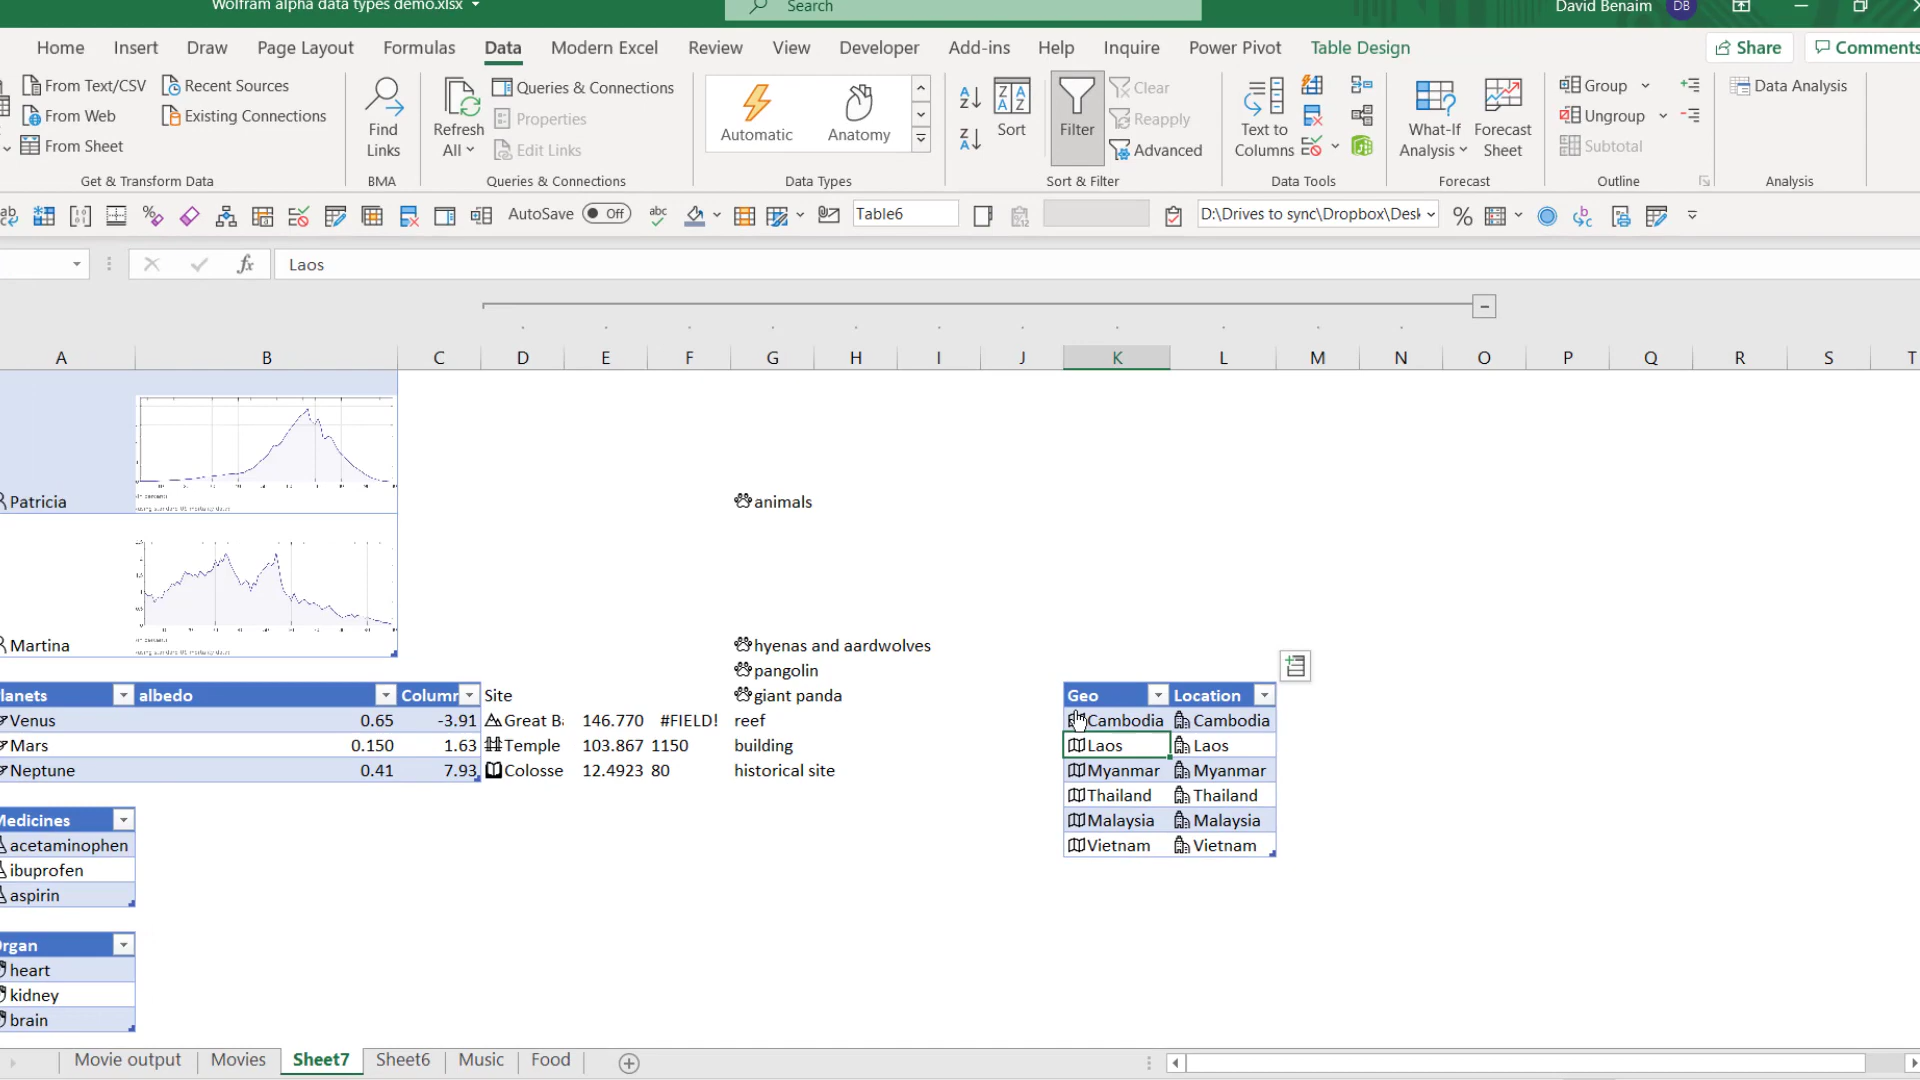 Wolfram alpha data types demo.xlsx
Search
David Benaim DB
Home Insert Draw Page Layout Formulas Data Modern Excel Review View Developer Add-ins Help Inquire Power Pivot Table Design Share Comments
From Text/CSV Recent Sources
From Web Existing Connections
From Sheet
Get & Transform Data
Find Links
BMA
Refresh All
Queries & Connections
Properties
Edit Links
Queries & Connections
Automatic Anatomy
Data Types
Sort
Filter
Clear
Reapply
Advanced
Sort & Filter
Text to Columns
Data Tools
What-If Analysis
Forecast Sheet
Forecast
Group
Ungroup
Subtotal
Outline
Data Analysis
Analysis
AutoSave Off abc Table6 D:\Drives to sync\Dropbox\Desk
fx Laos
A B C D E F G H I J K L M N O P Q R S T
Patricia animals
Martina hyenas and aardwolves
pangolin
lanets albedo Column Site giant panda Geo Location
Venus 0.65 -3.91 Great Ba 146.770 #FIELD! reef Cambodia Cambodia
Mars 0.150 1.63 Temple 103.867 1150 building Laos Laos
Neptune 0.41 7.93 Colosse 12.4923 80 historical site Myanmar Myanmar
Thailand Thailand
Medicines Malaysia Malaysia
acetaminophen Vietnam Vietnam
ibuprofen
aspirin
Organ
heart
kidney
brain
Movie output Movies Sheet7 Sheet6 Music Food